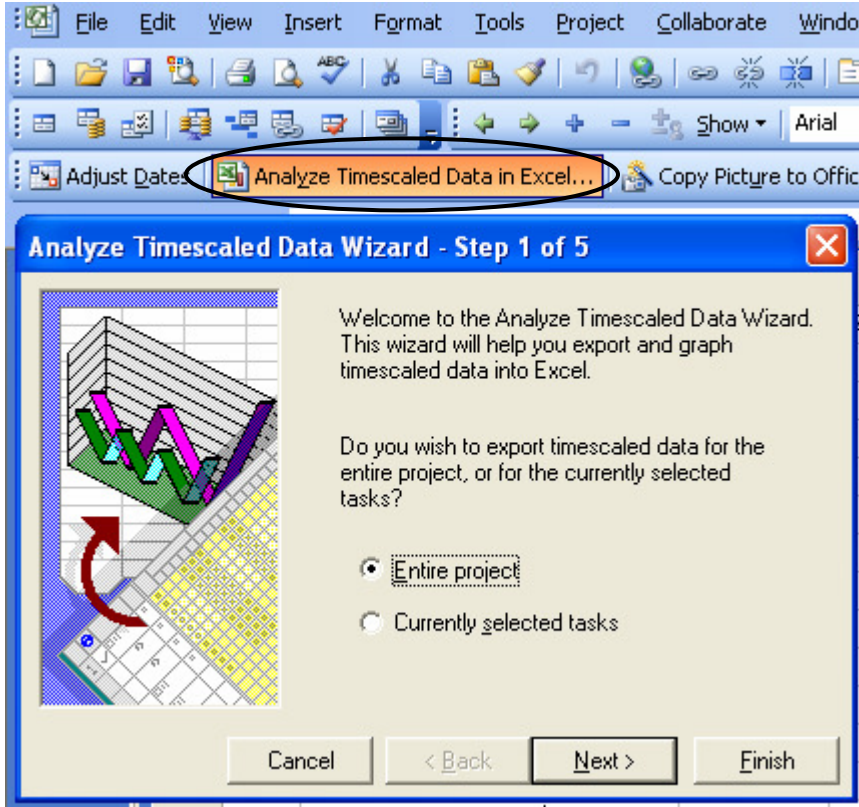 File Edit View Insert Format Tools Project Collaborate Windo
ABC
Show Arial
Adjust Dates Analyze Timescaled Data in Excel... Copy Picture to Offic
Analyze Timescaled Data Wizard - Step 1 of 5
Welcome to the Analyze Timescaled Data Wizard.
This wizard will help you export and graph
timescaled data into Excel.
Do you wish to export timescaled data for the
entire project, or for the currently selected
tasks?
Entire project
Currently selected tasks
Cancel < Back Next > Finish